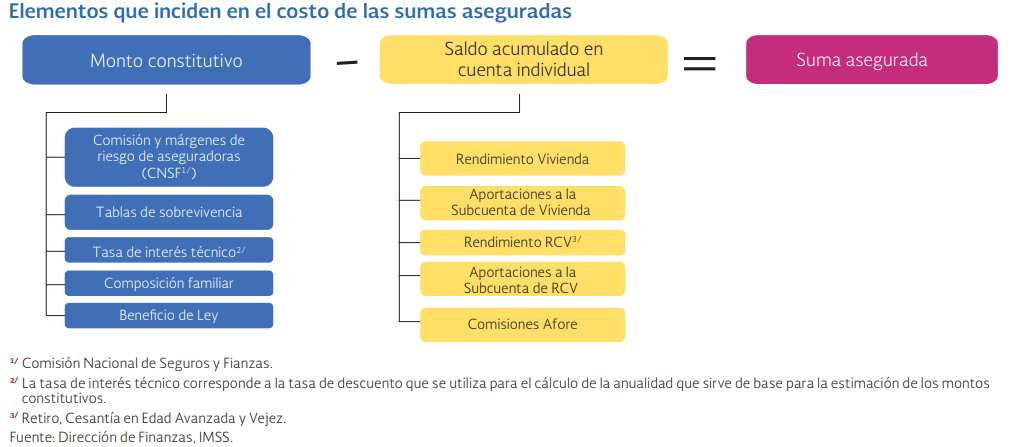 Elementos que inciden en el costo de las sumas aseguradas
Monto constitutivo
–
Saldo acumulado en
cuenta individual
=
Suma asegurada
Comisión y márgenes de
riesgo de aseguradoras
(CNSF1/)
Tablas de sobrevivencia
Tasa de interés técnico2/
Composición familiar
Beneficio de Ley
Rendimiento Vivienda
Aportaciones a la
Subcuenta de Vivienda
Rendimiento RCV3/
Aportaciones a la
Subcuenta de RCV
Comisiones Afore
1/ Comisión Nacional de Seguros y Fianzas.
2/ La tasa de interés técnico corresponde a la tasa de descuento que se utiliza para el cálculo de la anualidad que sirve de base para la estimación de los montos
constitutivos.
3/ Retiro, Cesantía en Edad Avanzada y Vejez.
Fuente: Dirección de Finanzas, IMSS.